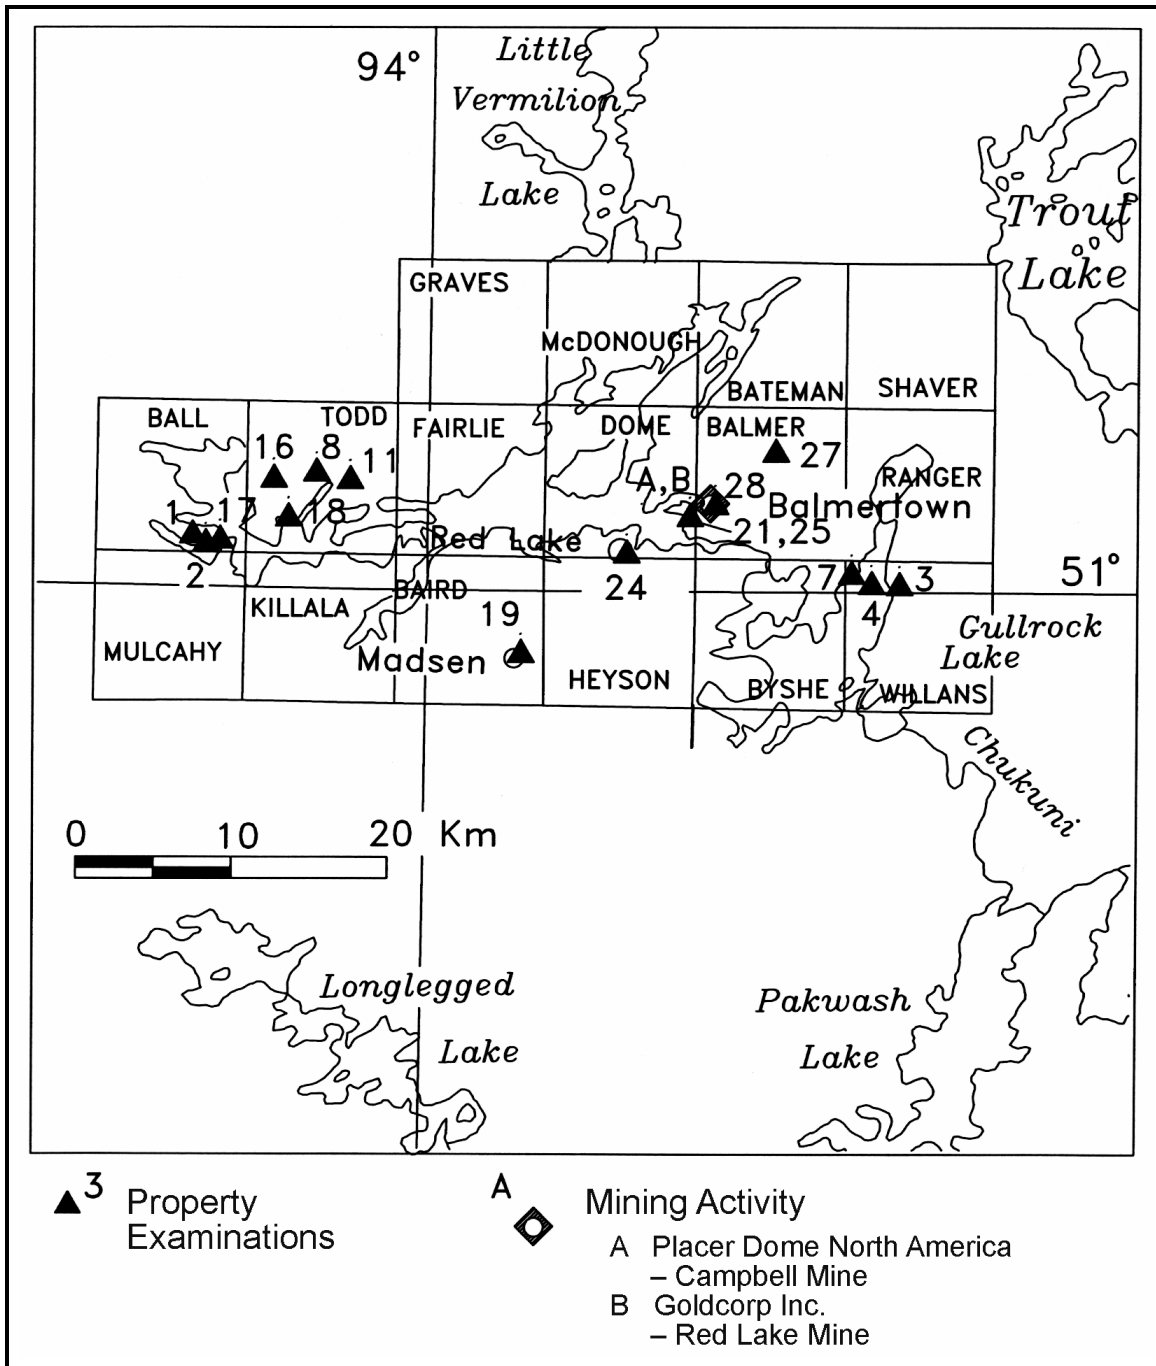 94°
Little
Vermilion
Lake
Trout
Lake
GRAVES
McDONOUGH
BATEMAN
SHAVER
BALL
TODD
FAIRLIE
DOME
BALMER
16
8
11
27
RANGER
A,B
28
Balmertown
1
17
18
21,25
Red Lake
2
24
7
4
3
51°
KILLALA
BAIRD
19
Gullrock
Lake
MULCAHY
Madsen
HEYSON
BYSHE
WILLANS
Chukuni
0 10 20 Km
Longlegged
Lake
Pakwash
Lake
3 Property
Examinations
A Mining Activity
A Placer Dome North America
– Campbell Mine
B Goldcorp Inc.
– Red Lake Mine